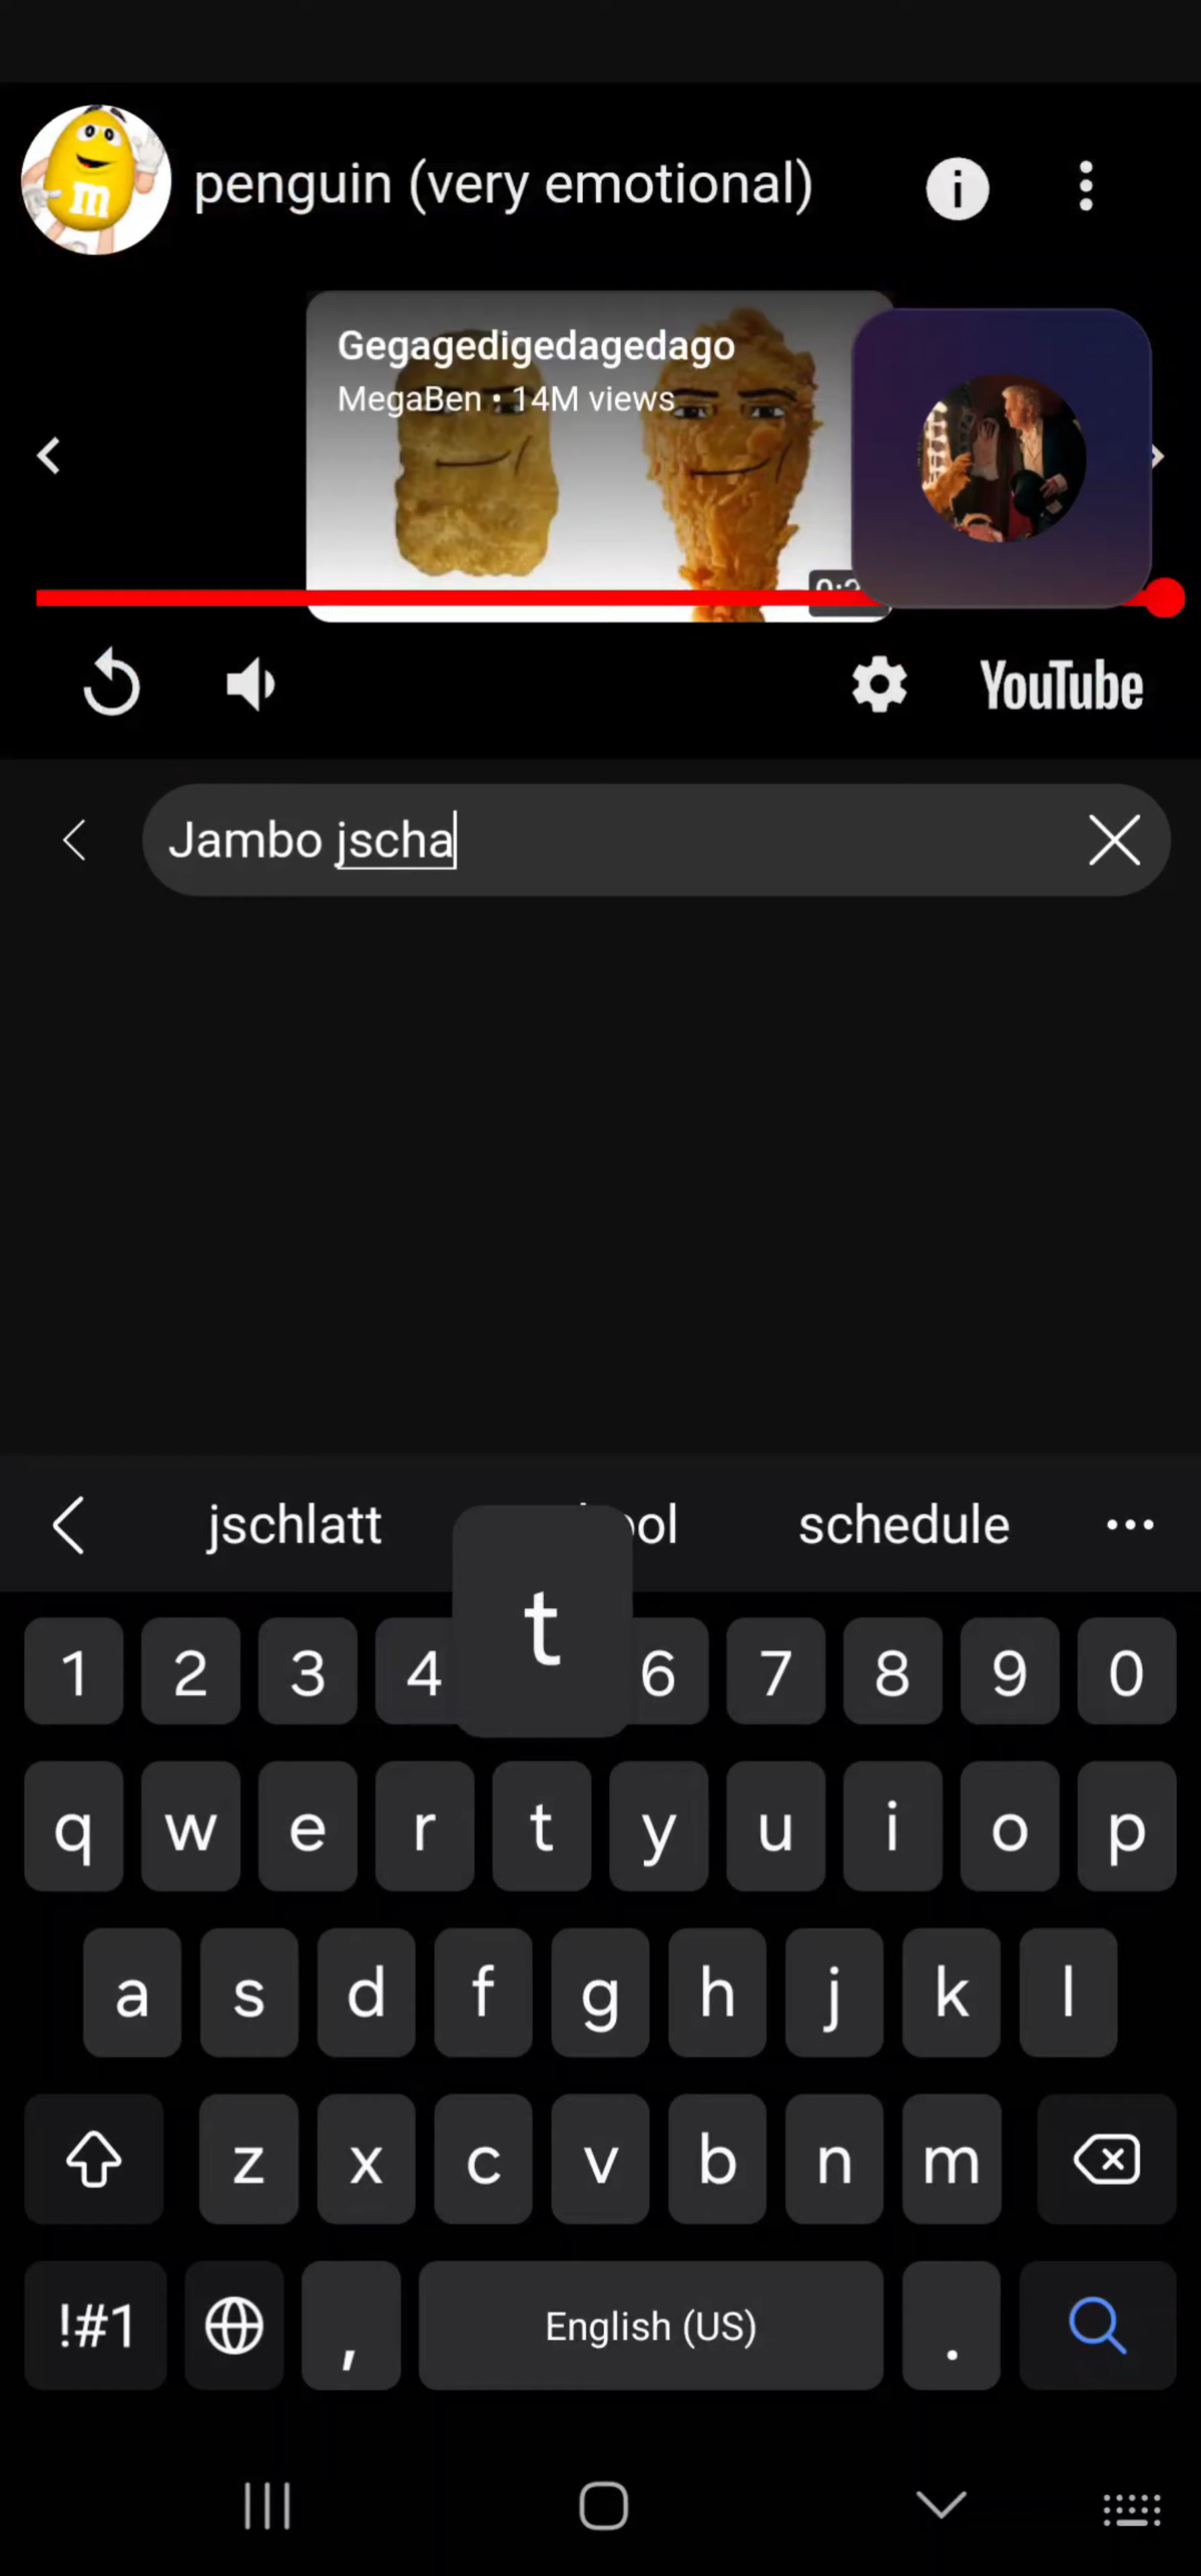 m
penguin (very emotional)
i
Gegagedigedagedago
MegaBen • 14M views
YouTube
Jambo jscha
jschlatt
schedule
t
1 2 3 4 6 7 8 9 0
q w e r t y u i o p
a s d f g h j k l
z x c v b n m
!#1 , English (US) .